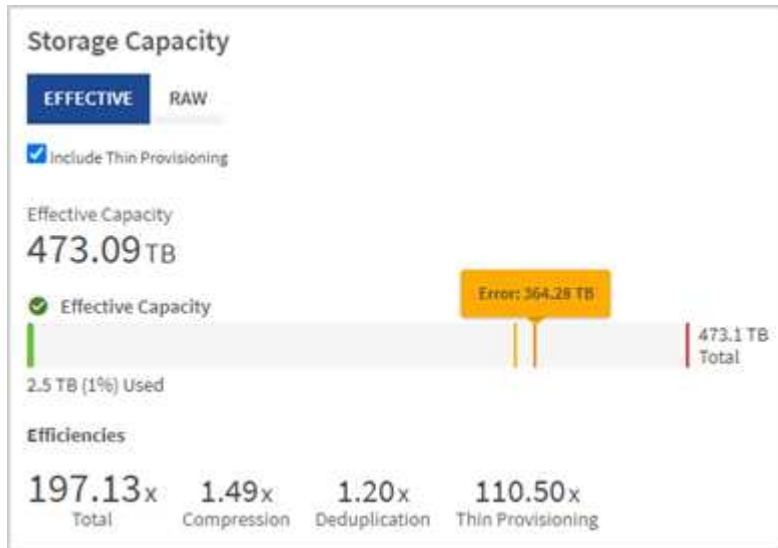 Storage Capacity
EFFECTIVE RAW
Include Thin Provisioning
Effective Capacity
473.09 TB
Error: 364.28 TB
Effective Capacity
473.1 TB
Total
2.5 TB (1%) Used
Efficiencies
197.13x 1.49x 1.20x 110.50x
Total Compression Deduplication Thin Provisioning